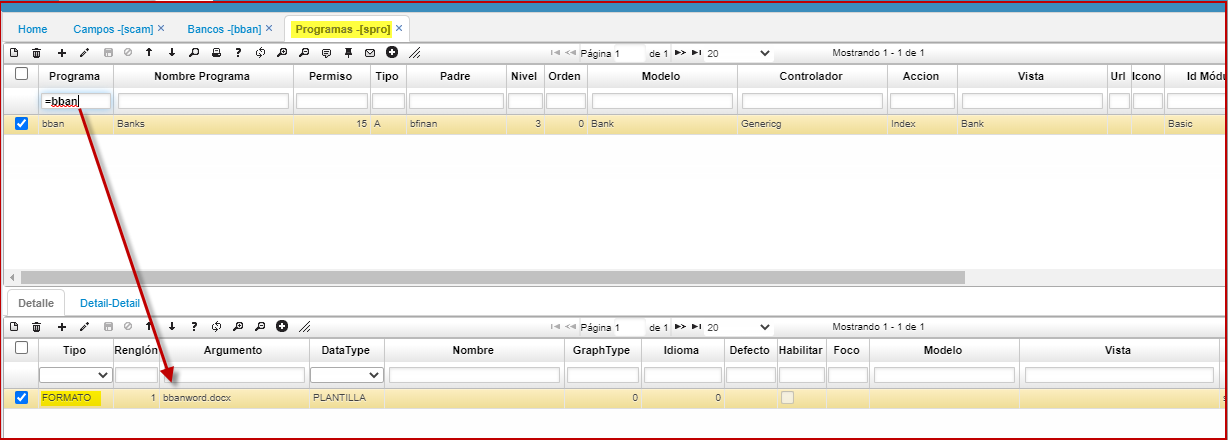 Home Campos -[scam] × Bancos -[bban] × Programas -[spro] ×
Página 1 de 1 20 Mostrando 1 - 1 de 1
Programa Nombre Programa Permiso Tipo Padre Nivel Orden Modelo Controlador Accion Vista Url Icono Id Módu
=bban
bban Banks 15 A bfinan 3 0 Bank Genericg Index Bank Basic
Detalle Detail-Detail
Página 1 de 1 20 Mostrando 1 - 1 de 1
Tipo Renglón Argumento DataType Nombre GraphType Idioma Defecto Habilitar Foco Modelo Vista
FORMATO 1 bbanword.docx PLANTILLA 0 0 s